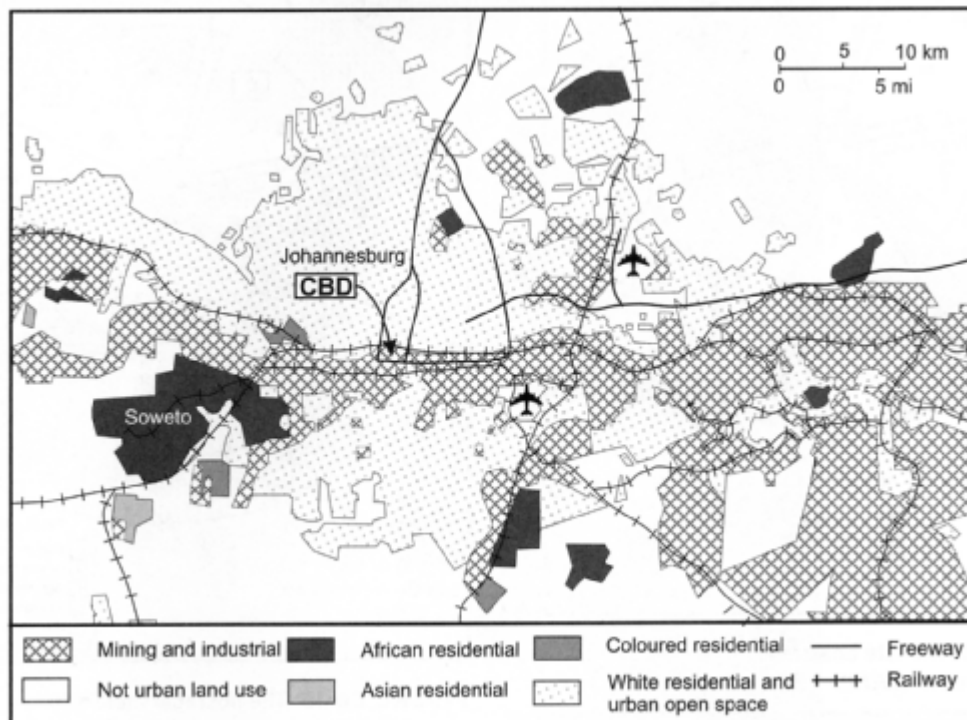 0 5 10 km
0 5 mi
Johannesburg
CBD
Soweto
Mining and industrial
African residential
Coloured residential
Freeway
Not urban land use
Asian residential
White residential and
urban open space
Railway